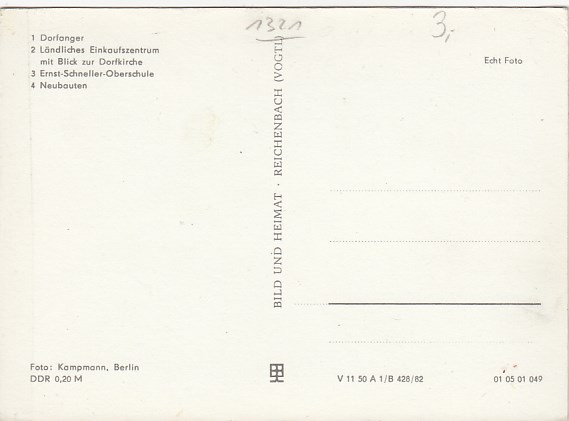 1321
3,-
1 Dorfanger
2 Ländliches Einkaufszentrum
mit Blick zur Dorfkirche
3 Ernst-Schneller-Oberschule
4 Neubauten
Echt Foto
BILD UND HEIMAT · REICHENBACH (VOGTL)
Foto: Kampmann, Berlin
DDR 0,20 M
V 11 50 A 1/B 428/82
01 05 01 049